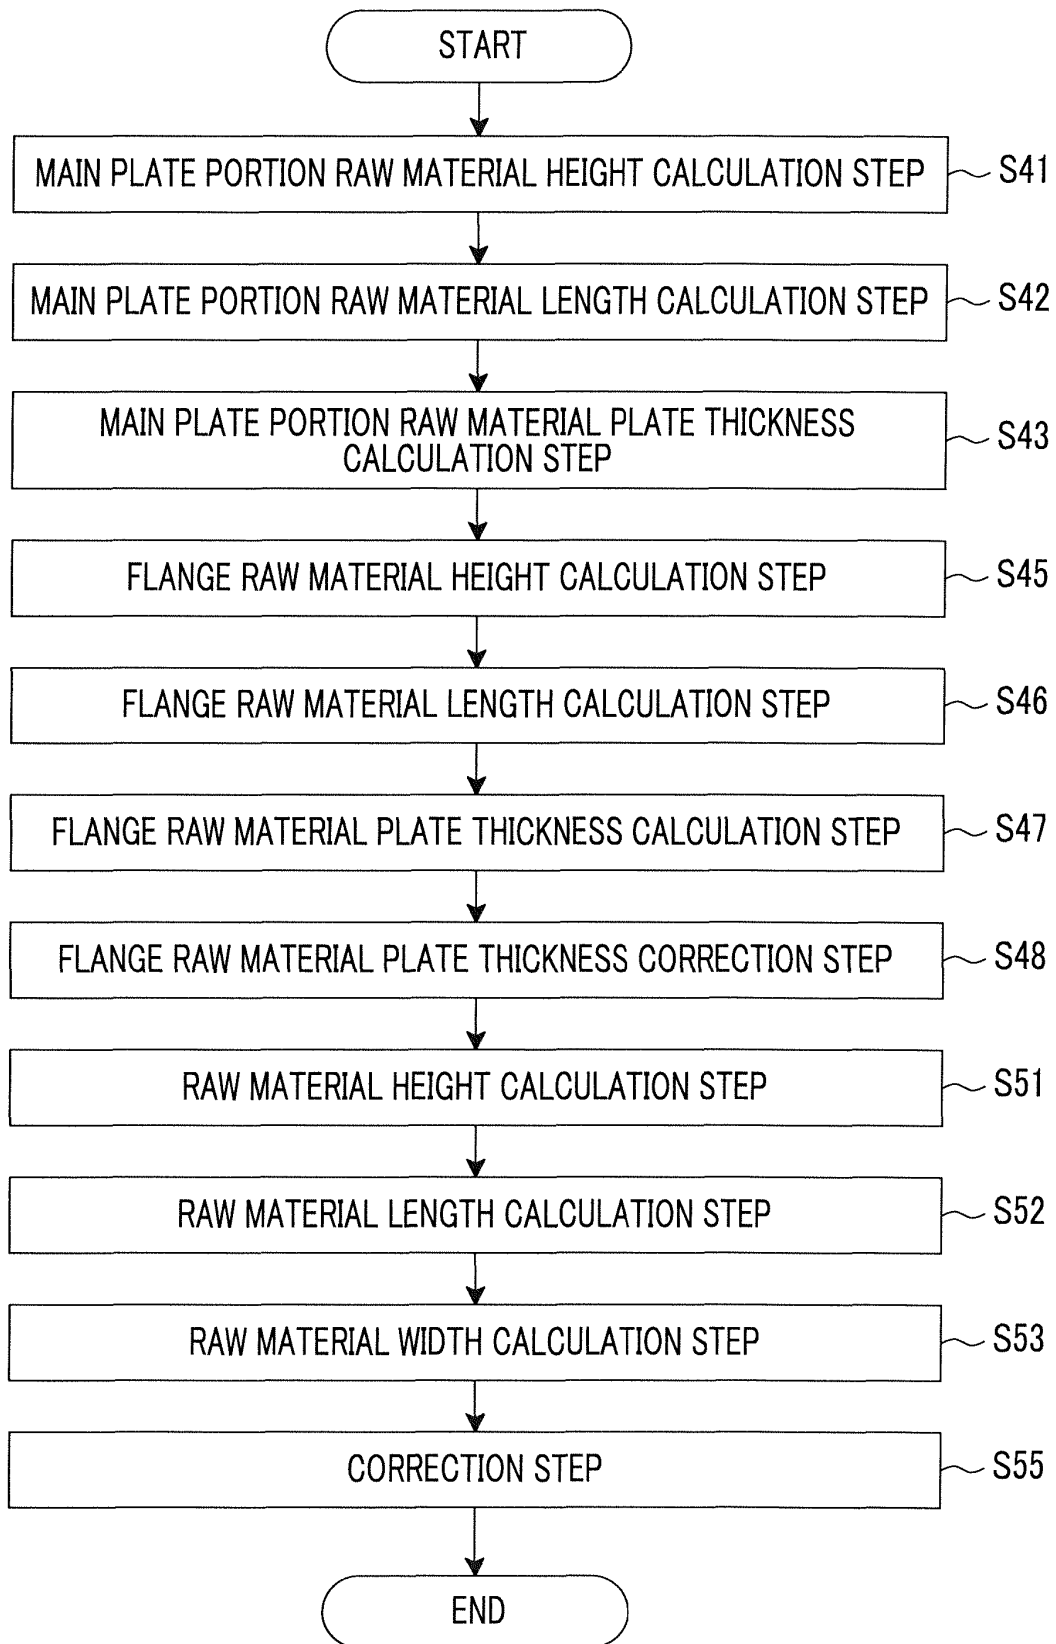 START
MAIN PLATE PORTION RAW MATERIAL HEIGHT CALCULATION STEP S41
MAIN PLATE PORTION RAW MATERIAL LENGTH CALCULATION STEP S42
MAIN PLATE PORTION RAW MATERIAL PLATE THICKNESS
CALCULATION STEP S43
FLANGE RAW MATERIAL HEIGHT CALCULATION STEP S45
FLANGE RAW MATERIAL LENGTH CALCULATION STEP S46
FLANGE RAW MATERIAL PLATE THICKNESS CALCULATION STEP S47
FLANGE RAW MATERIAL PLATE THICKNESS CORRECTION STEP S48
RAW MATERIAL HEIGHT CALCULATION STEP S51
RAW MATERIAL LENGTH CALCULATION STEP S52
RAW MATERIAL WIDTH CALCULATION STEP S53
CORRECTION STEP S55
END